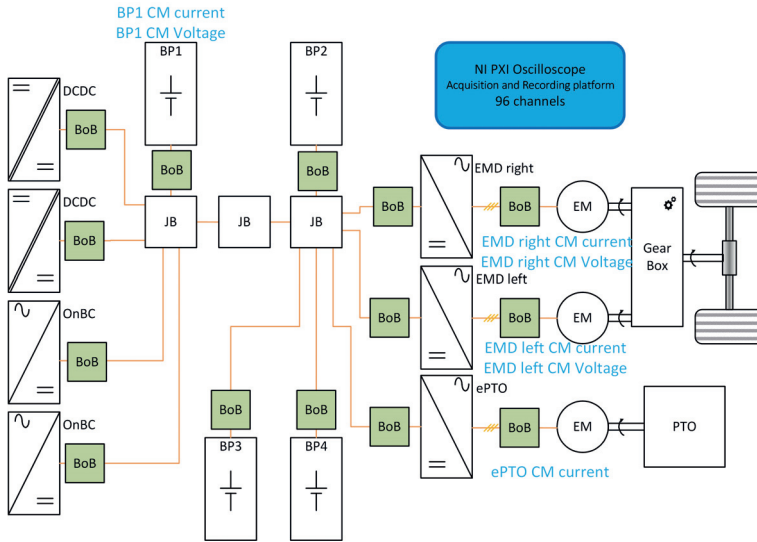 BP1 CM current
BP1 CM Voltage
BP1
BP2
NI PXI Oscilloscope
Acquisition and Recording platform
96 channels
DCDC
BoB
BoB
BoB
EMD right
DCDC
BoB
JB
JB
JB
BoB
BoB
EM
EMD right CM current
EMD right CM Voltage
Gear
Box
EMD left
OnBC
BoB
BoB
BoB
EM
EMD left CM current
EMD left CM Voltage
ePTO
OnBC
BoB
BoB
BoB
BoB
BoB
EM
PTO
BP3
BP4
ePTO CM current